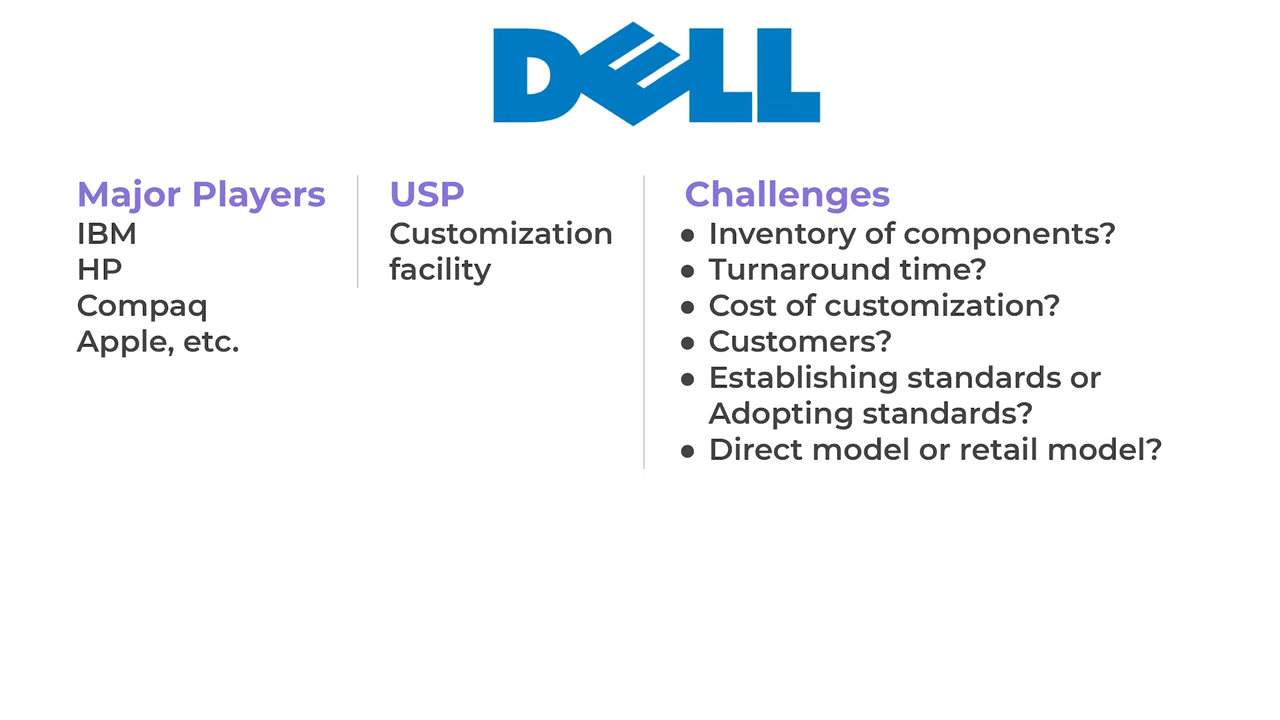 DELL
Major Players
IBM
HP
Compaq
Apple, etc.
USP
Customization
facility
Challenges
● Inventory of components?
● Turnaround time?
● Cost of customization?
● Customers?
● Establishing standards or
Adopting standards?
● Direct model or retail model?